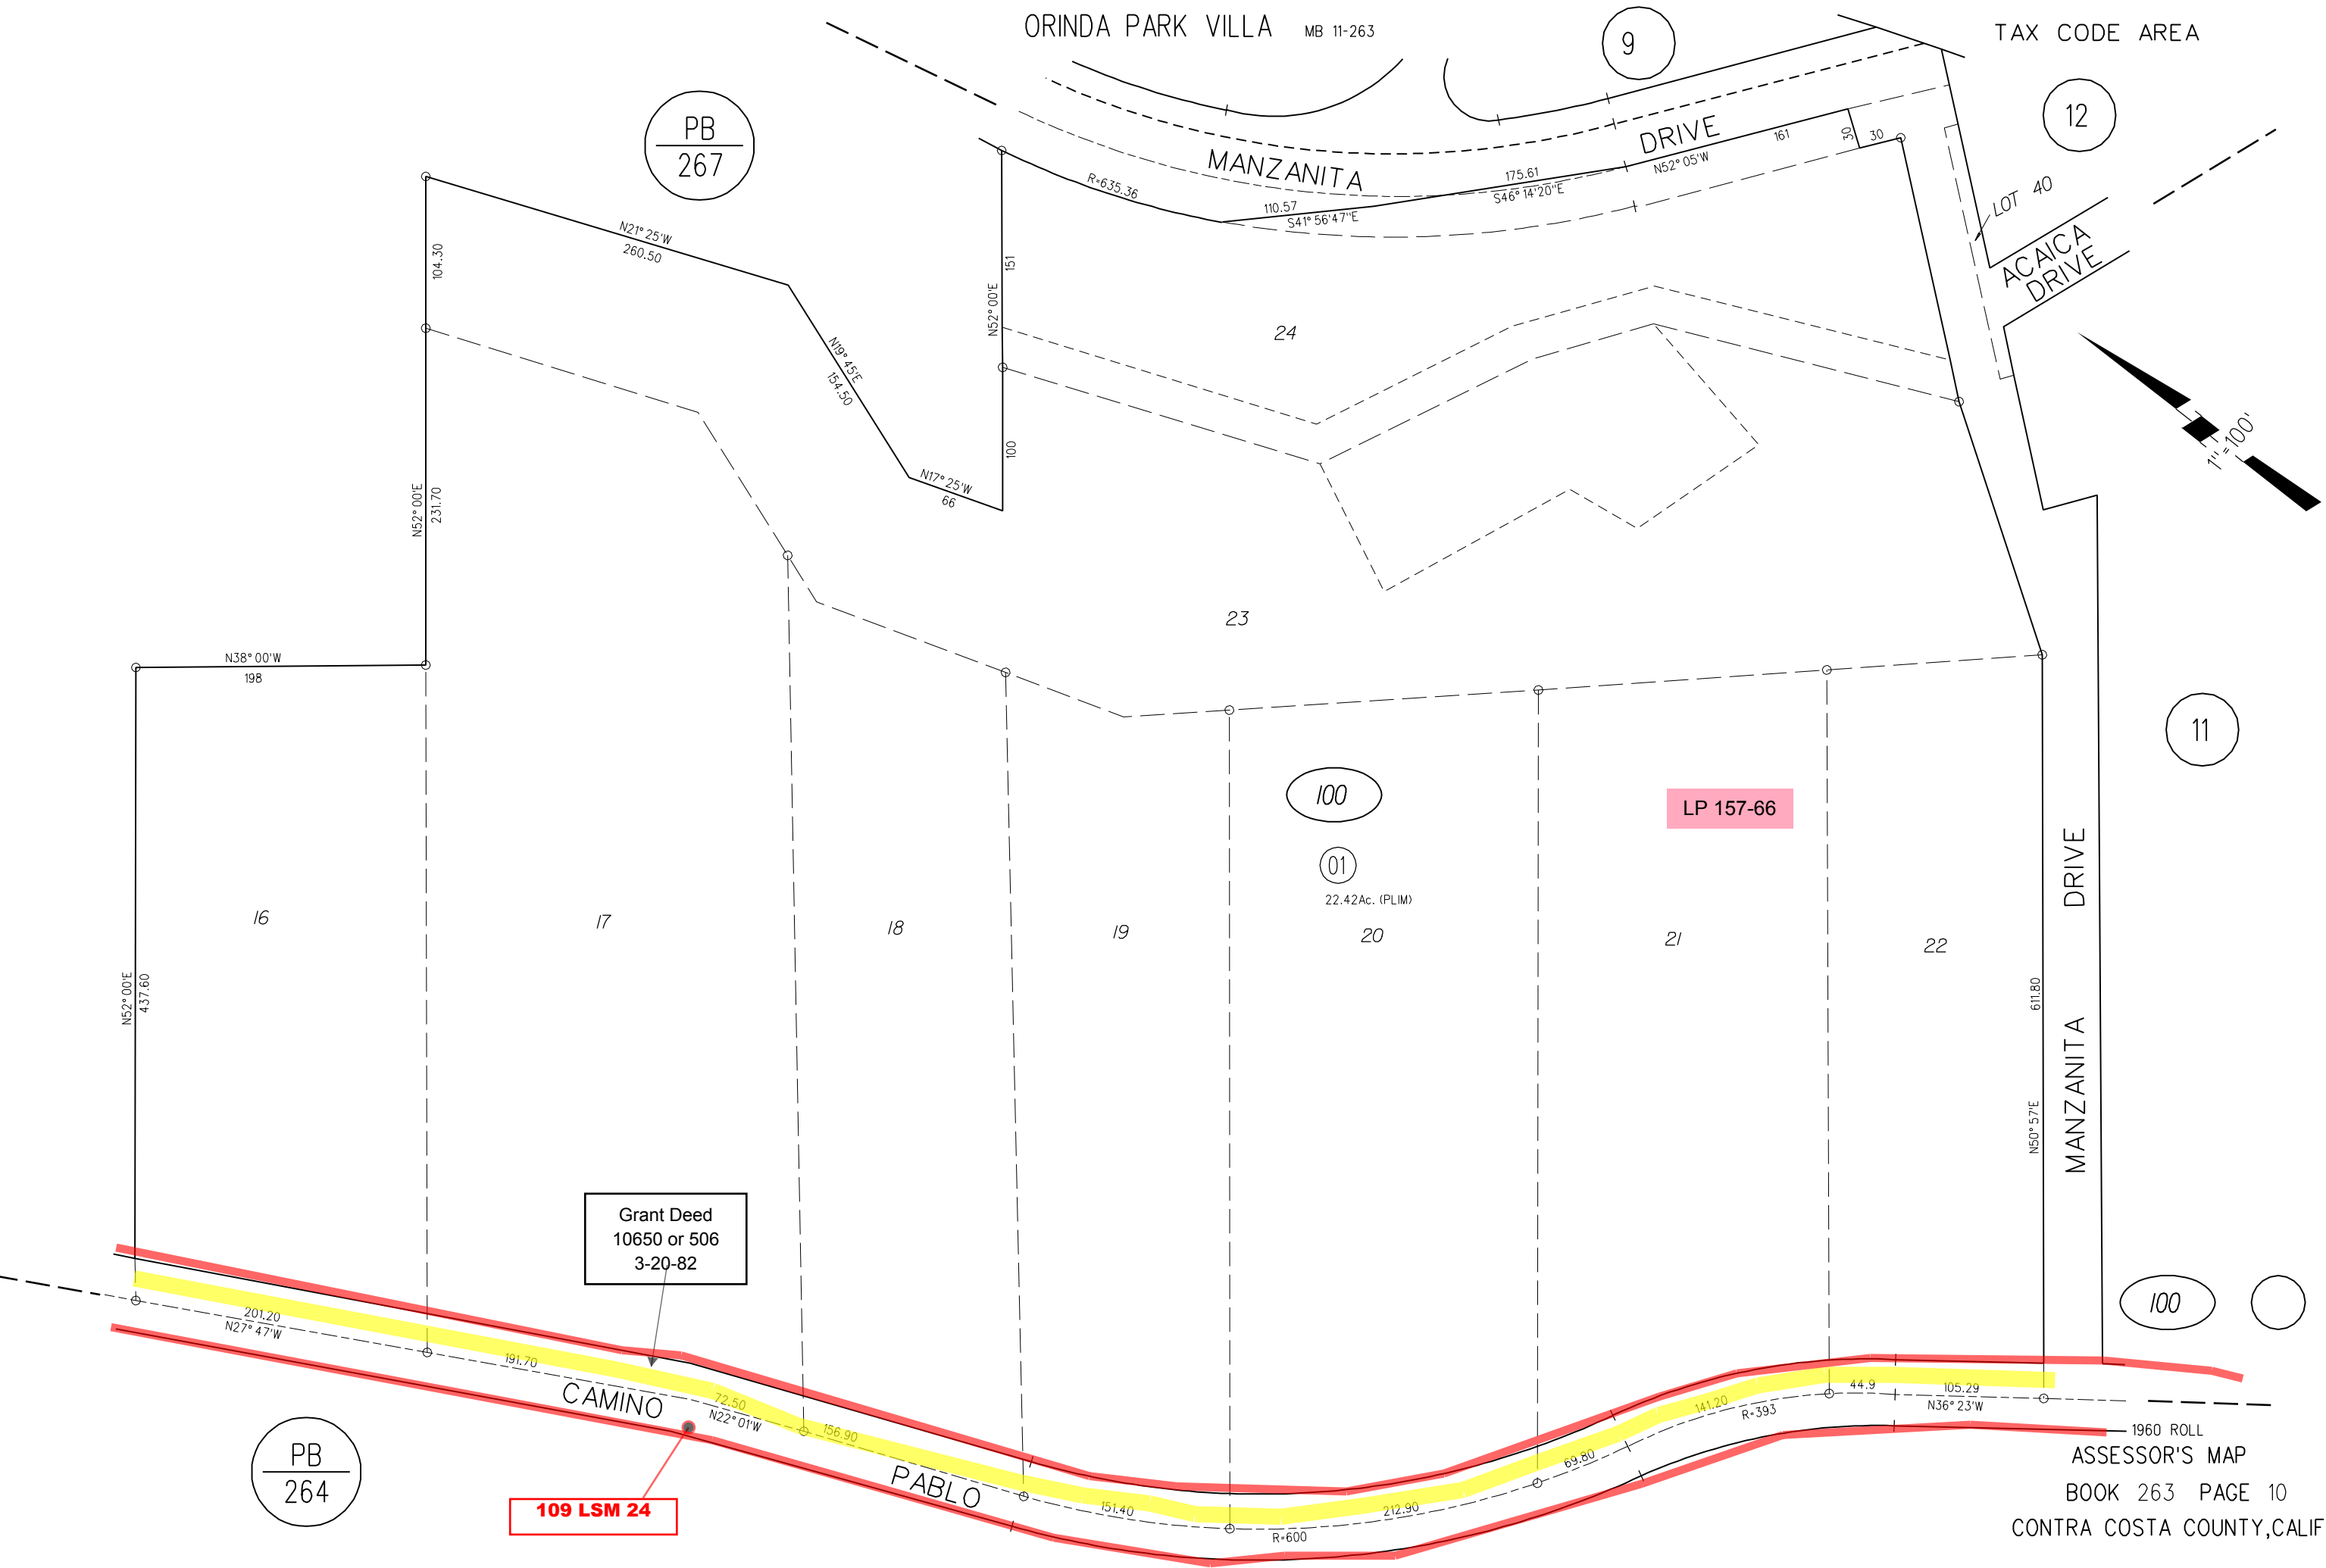 ORINDA PARK VILLA MB 11-263
9
TAX CODE AREA
12
PB
267
MANZANITA
DRIVE
161
30
30
N52°05'W
175.61
S46°14'20"E
R=635.36
110.57
S41°56'47"E
LOT 40
ACAICA
DRIVE
N21°25'W
260.50
104.30
151
N52°00'E
24
N19°45'E
154.50
1"=100'
100
N17°25'W
66
N52°00'E
231.70
23
N38°00'W
198
11
100
LP 157-66
01
22.42Ac. (PLIM)
DRIVE
MANZANITA
16
17
18
19
20
21
22
N52°00'E
437.60
611.80
N50°57'E
Grant Deed
10650 or 506
3-20-82
100
201.20
N27°47'W
191.70
CAMINO
72.50
N22°01'W
156.90
PABLO
151.40
R=600
212.90
69.80
141.20
R=393
44.9
105.29
N36°23'W
1960 ROLL
PB
264
109 LSM 24
ASSESSOR'S MAP
BOOK 263 PAGE 10
CONTRA COSTA COUNTY,CALIF